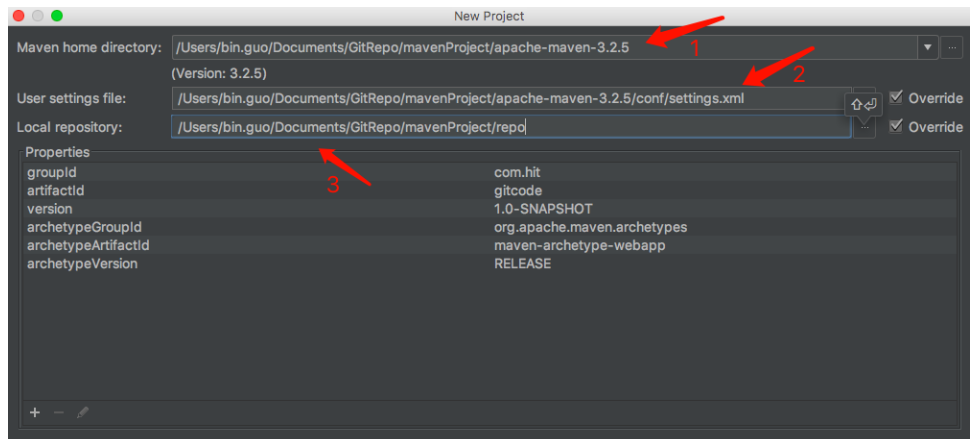 New Project
Maven home directory: /Users/bin.guo/Documents/GitRepo/mavenProject/apache-maven-3.2.5 1
(Version: 3.2.5) 2
User settings file: /Users/bin.guo/Documents/GitRepo/mavenProject/apache-maven-3.2.5/conf/settings.xml Override
Local repository: /Users/bin.guo/Documents/GitRepo/mavenProject/repo ... Override
Properties
groupId com.hit
3
artifactId gitcode
version 1.0-SNAPSHOT
archetypeGroupId org.apache.maven.archetypes
archetypeArtifactId maven-archetype-webapp
archetypeVersion RELEASE